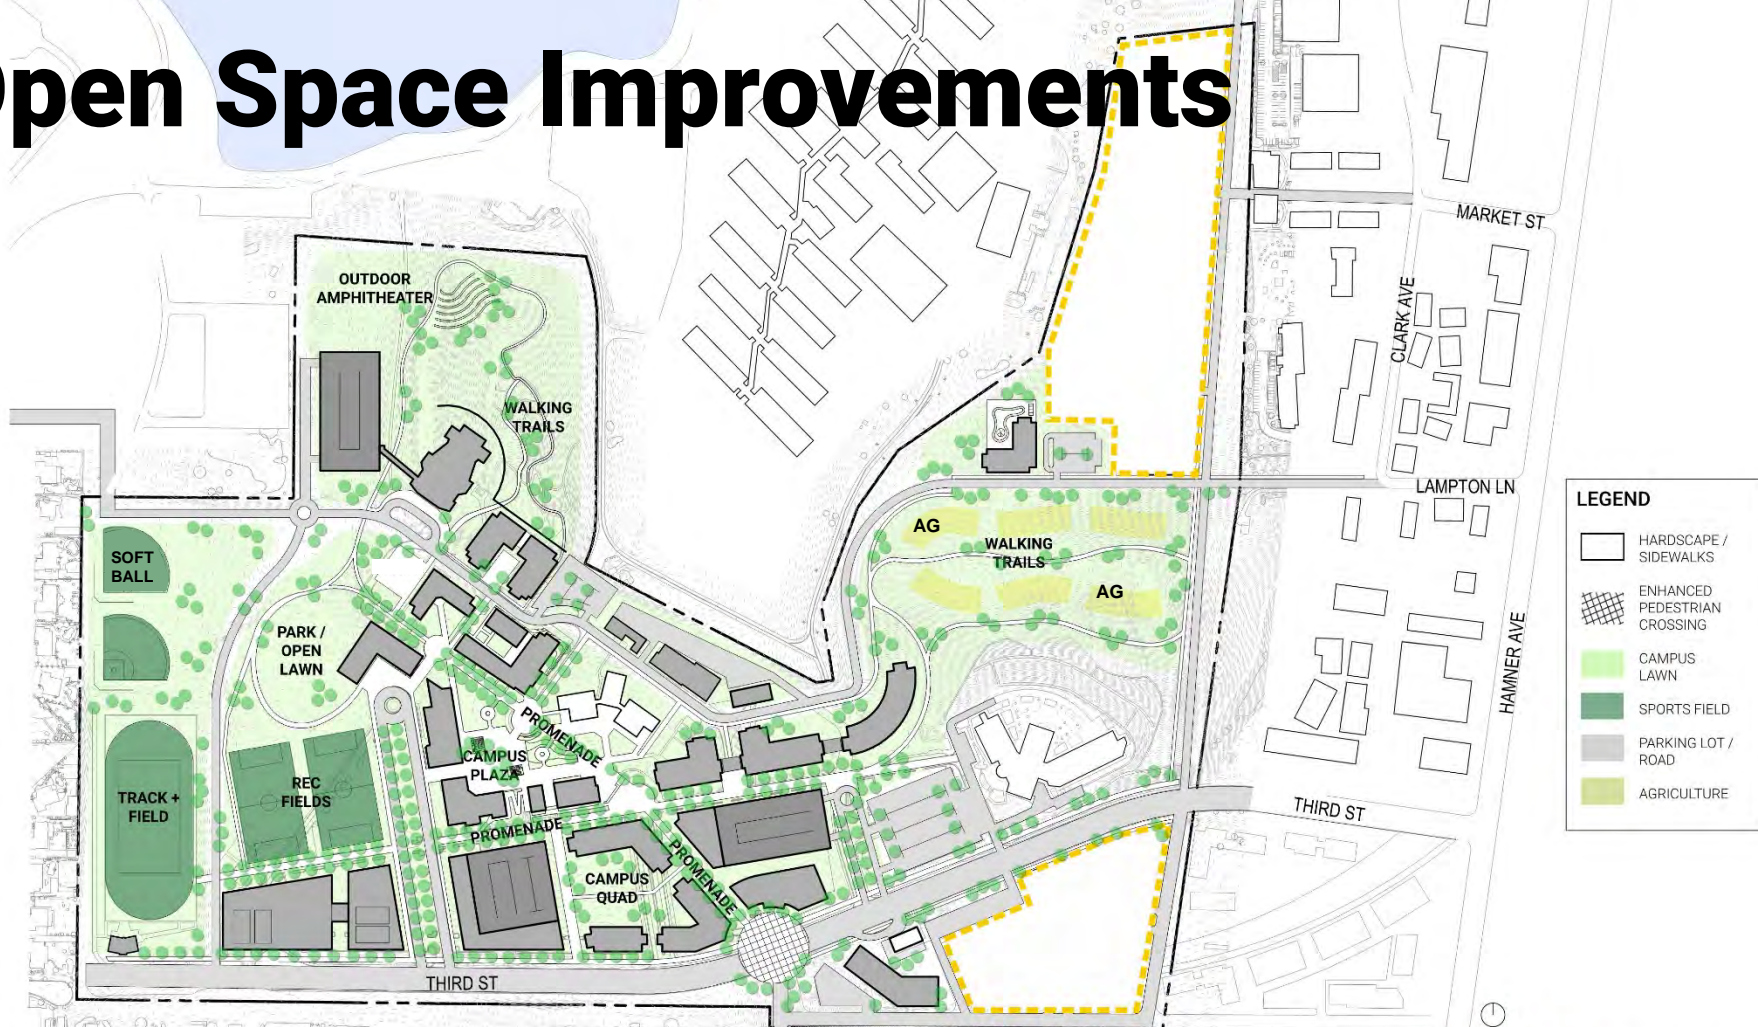 Open Space Improvements
MARKET ST
OUTDOOR
AMPHITHEATER
CLARK AVE
WALKING
TRAILS
LAMPTON LN
AG
WALKING
TRAILS
AG
SOFT
BALL
PARK /
OPEN
LAWN
HAMNER AVE
PROMENADE
CAMPUS
PLAZA
REC
FIELDS
TRACK +
FIELD
PROMENADE
PROMENADE
CAMPUS
QUAD
THIRD ST
THIRD ST
LEGEND
HARDSCAPE /
SIDEWALKS
ENHANCED
PEDESTRIAN
CROSSING
CAMPUS
LAWN
SPORTS FIELD
PARKING LOT /
ROAD
AGRICULTURE